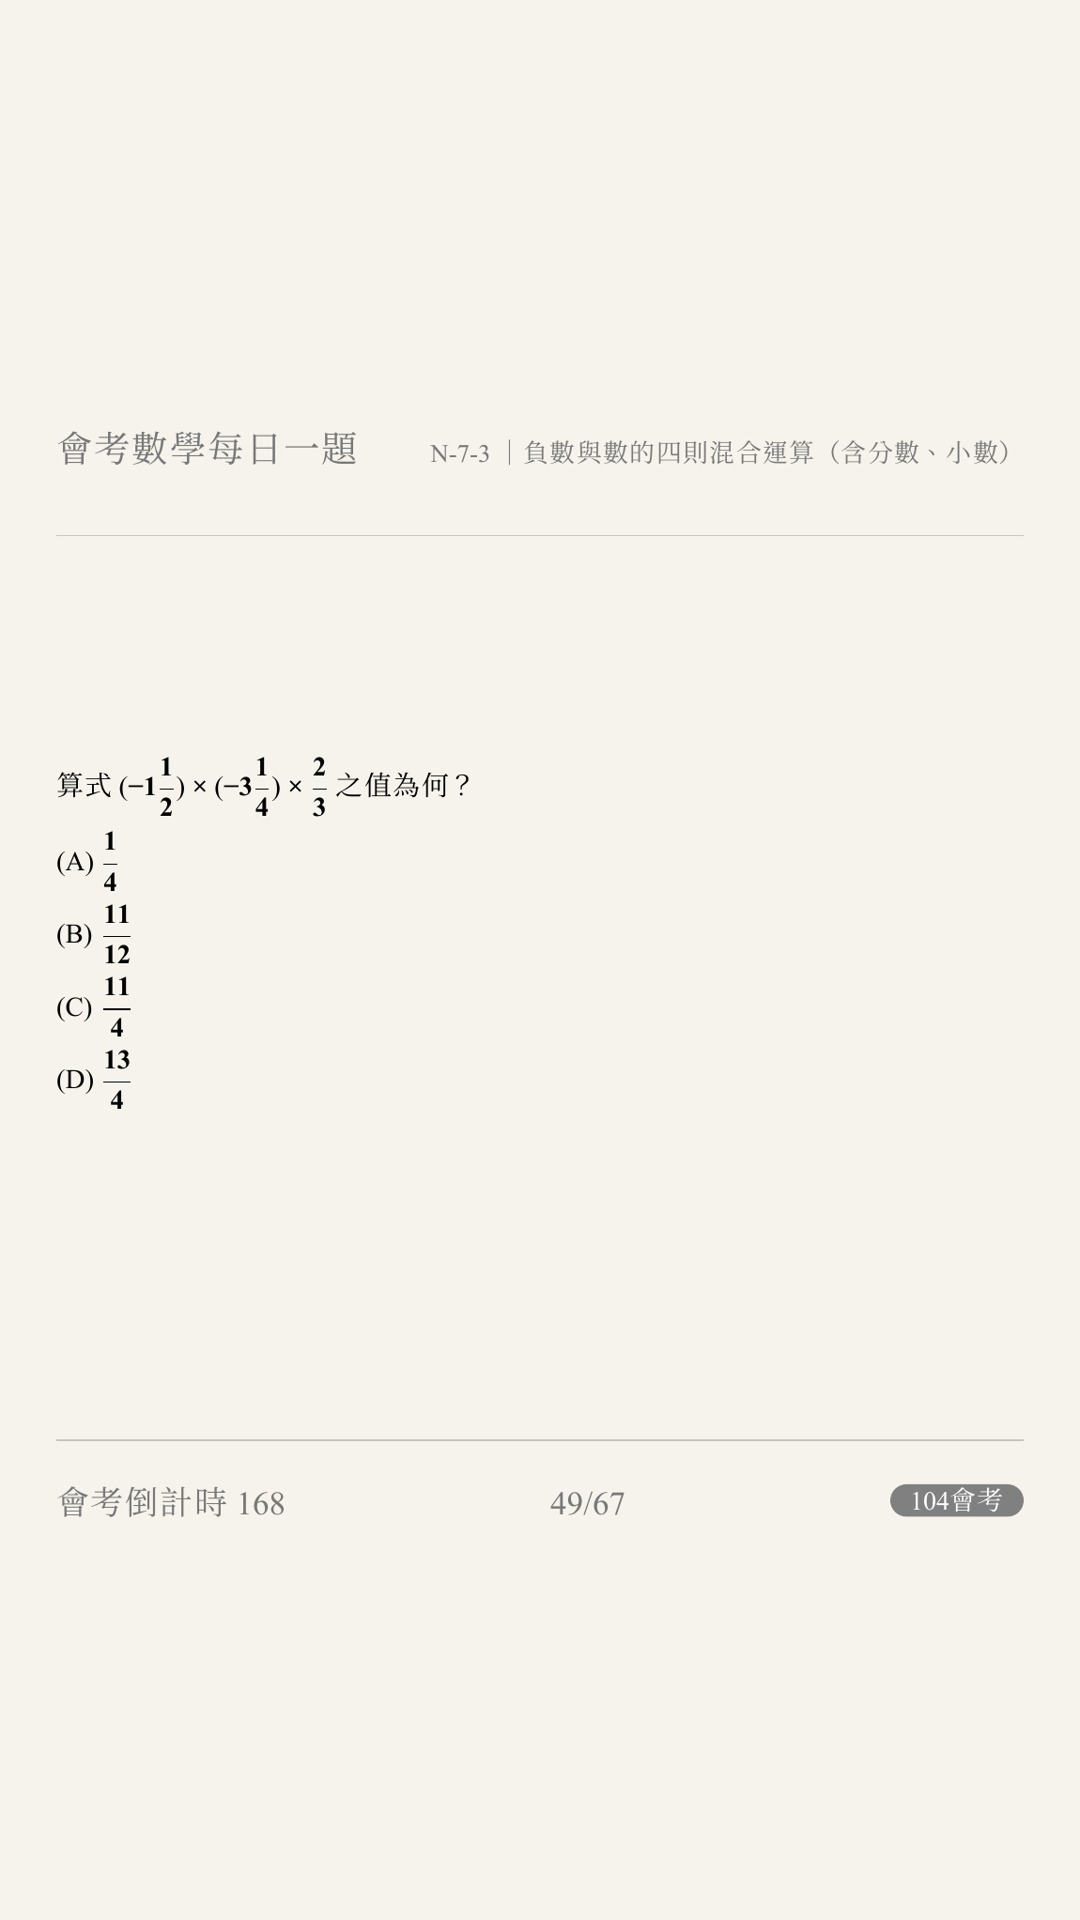 會考數學每日一題
N-7-3｜負數與數的四則混合運算（含分數、小數）
算式 (−1 1/2) × (−3 1/4) × 2/3 之值為何？
(A) 1/4
(B) 11/12
(C) 11/4
(D) 13/4
會考倒計時 168
49/67
104會考